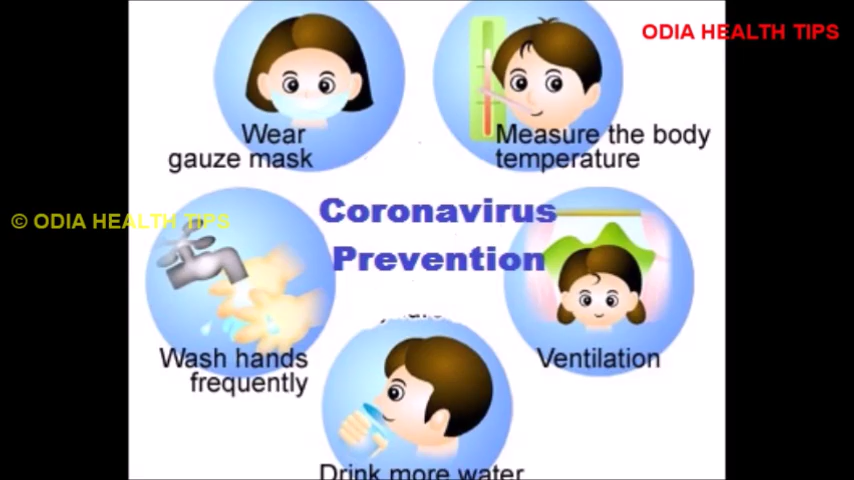 ODIA HEALTH TIPS
Wear
gauze mask
Measure the body
temperature
© ODIA HEALTH TIPS
Coronavirus
Prevention
Wash hands
frequently
Ventilation
Drink more water